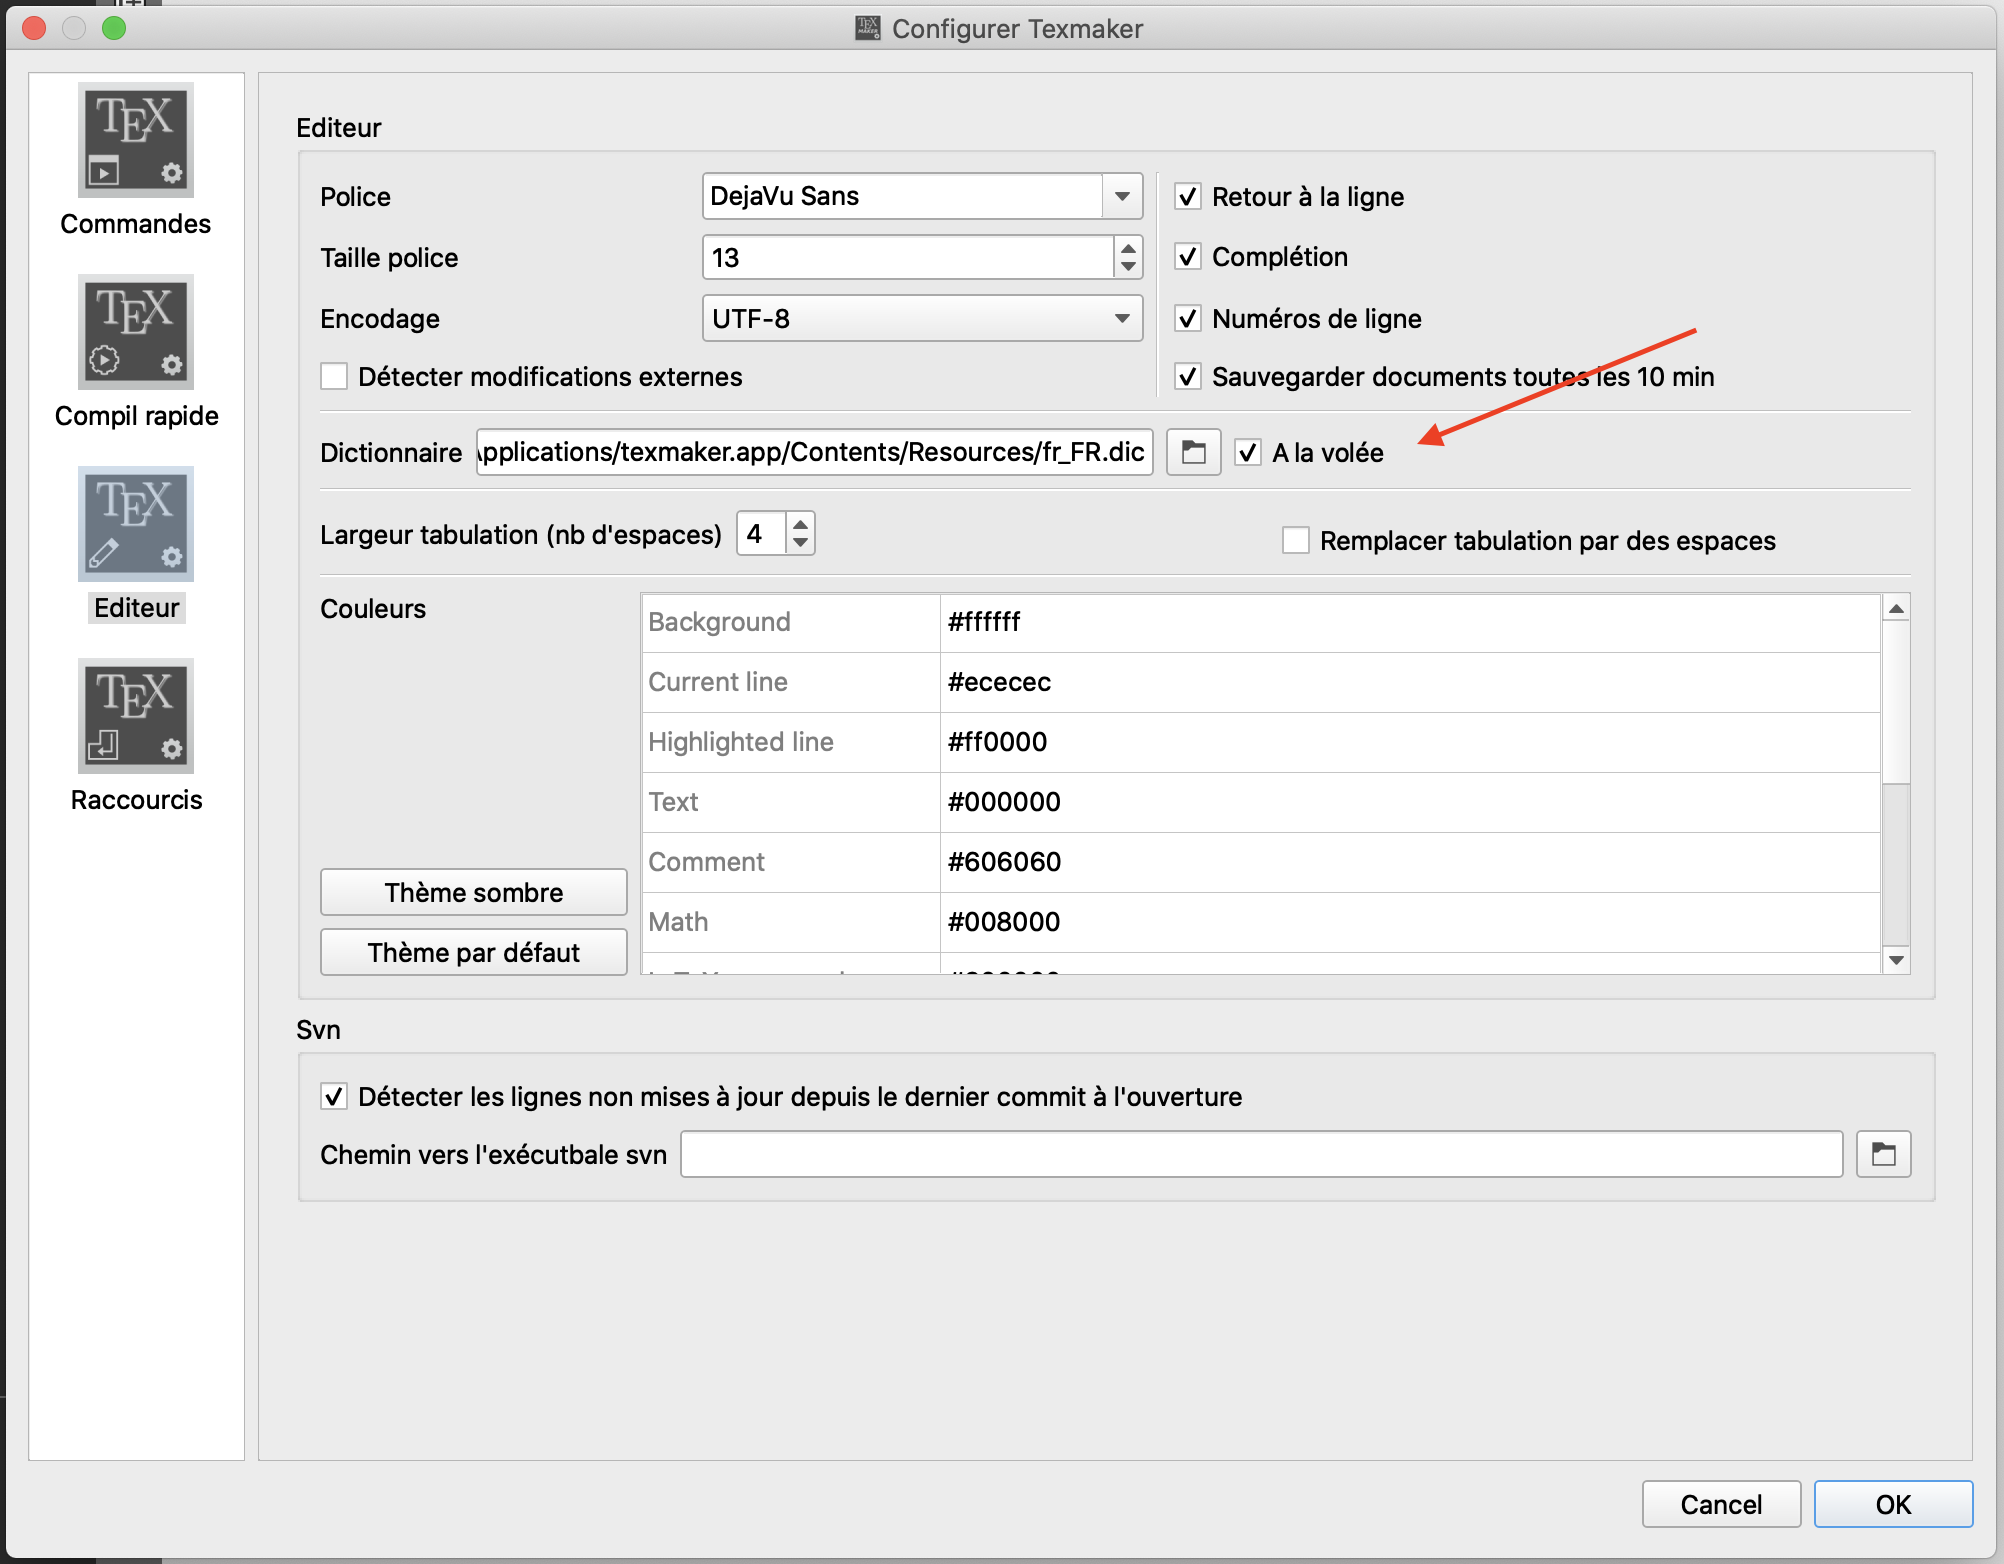 Configurer Texmaker
TEX
Commandes
TEX
Compil rapide
TEX
Editeur
TEX
Raccourcis
Editeur
Police
DejaVu Sans
Retour à la ligne
Taille police
13
Complétion
Encodage
UTF-8
Numéros de ligne
Détecter modifications externes
Sauvegarder documents toutes les 10 min
Dictionnaire
pplications/texmaker.app/Contents/Resources/fr_FR.dic
A la volée
Largeur tabulation (nb d'espaces)
4
Remplacer tabulation par des espaces
Couleurs
Background #ffffff
Current line #ececec
Highlighted line #ff0000
Text #000000
Comment #606060
Math #008000
Thème sombre
Thème par défaut
Svn
Détecter les lignes non mises à jour depuis le dernier commit à l'ouverture
Chemin vers l'exécutbale svn
Cancel
OK